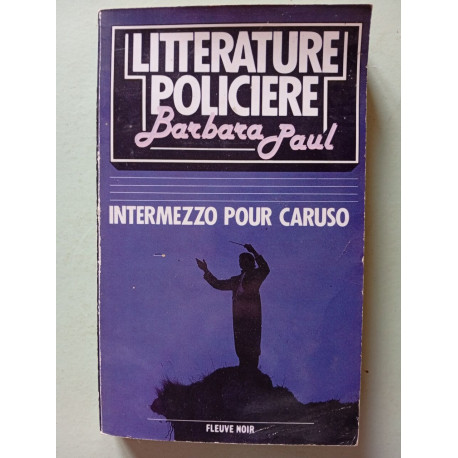 LITTERATURE
POLICIERE
Barbara Paul
INTERMEZZO POUR CARUSO
FLEUVE NOIR